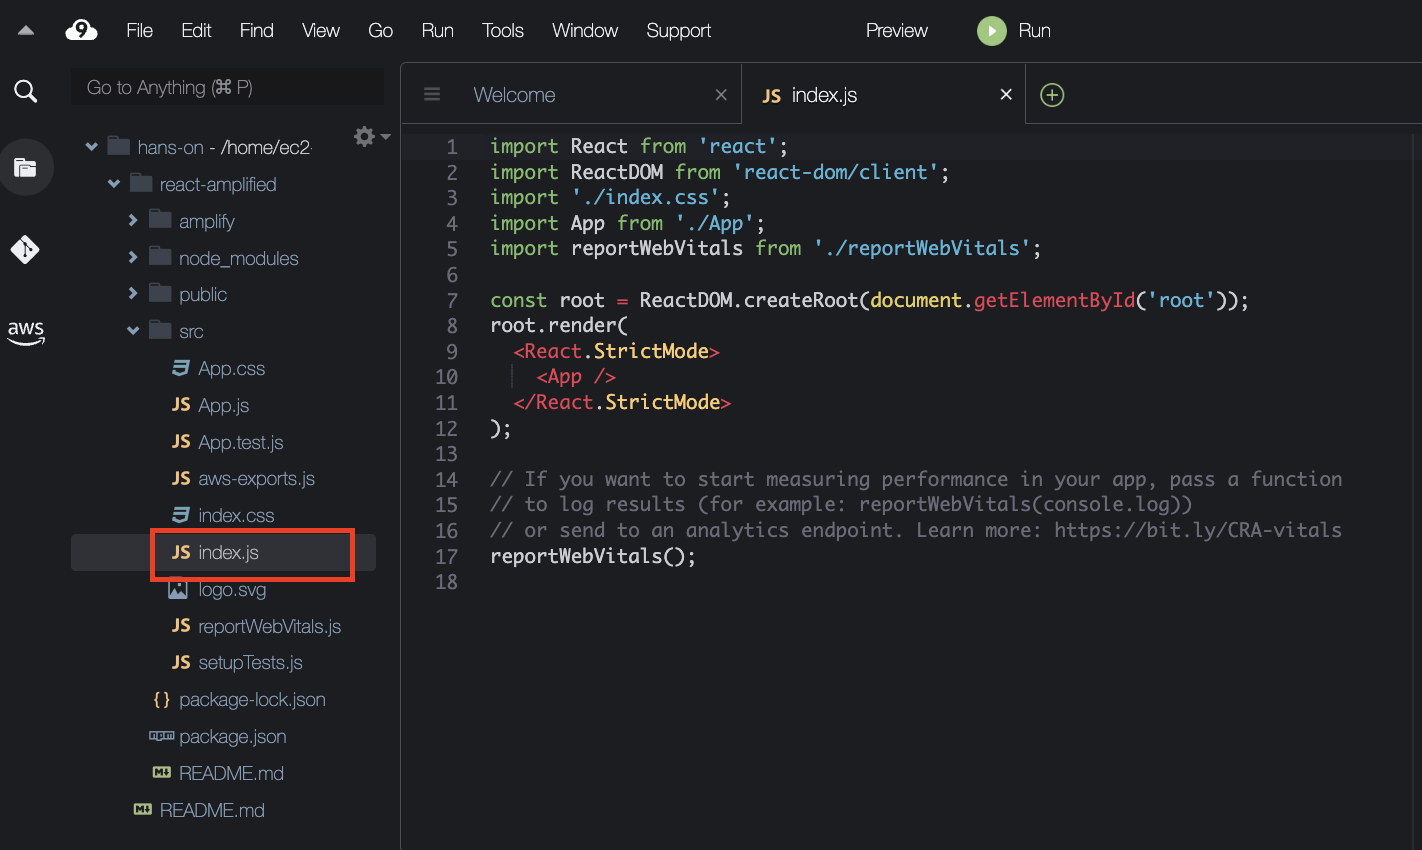 9 File Edit Find View Go Run Tools Window Support Preview Run
Go to Anything (⌘ P)
Welcome × JS index.js ×
hans-on - /home/ec2-
react-amplified
amplify
node_modules
public
src
App.css
JS App.js
JS App.test.js
JS aws-exports.js
index.css
JS index.js
logo.svg
JS reportWebVitals.js
JS setupTests.js
{} package-lock.json
npm package.json
M↓ README.md
M↓ README.md
aws
1 import React from 'react';
2 import ReactDOM from 'react-dom/client';
3 import './index.css';
4 import App from './App';
5 import reportWebVitals from './reportWebVitals';
6
7 const root = ReactDOM.createRoot(document.getElementById('root'));
8 root.render(
9 <React.StrictMode>
10 <App />
11 </React.StrictMode>
12 );
13
14 // If you want to start measuring performance in your app, pass a function
15 // to log results (for example: reportWebVitals(console.log))
16 // or send to an analytics endpoint. Learn more: https://bit.ly/CRA-vitals
17 reportWebVitals();
18